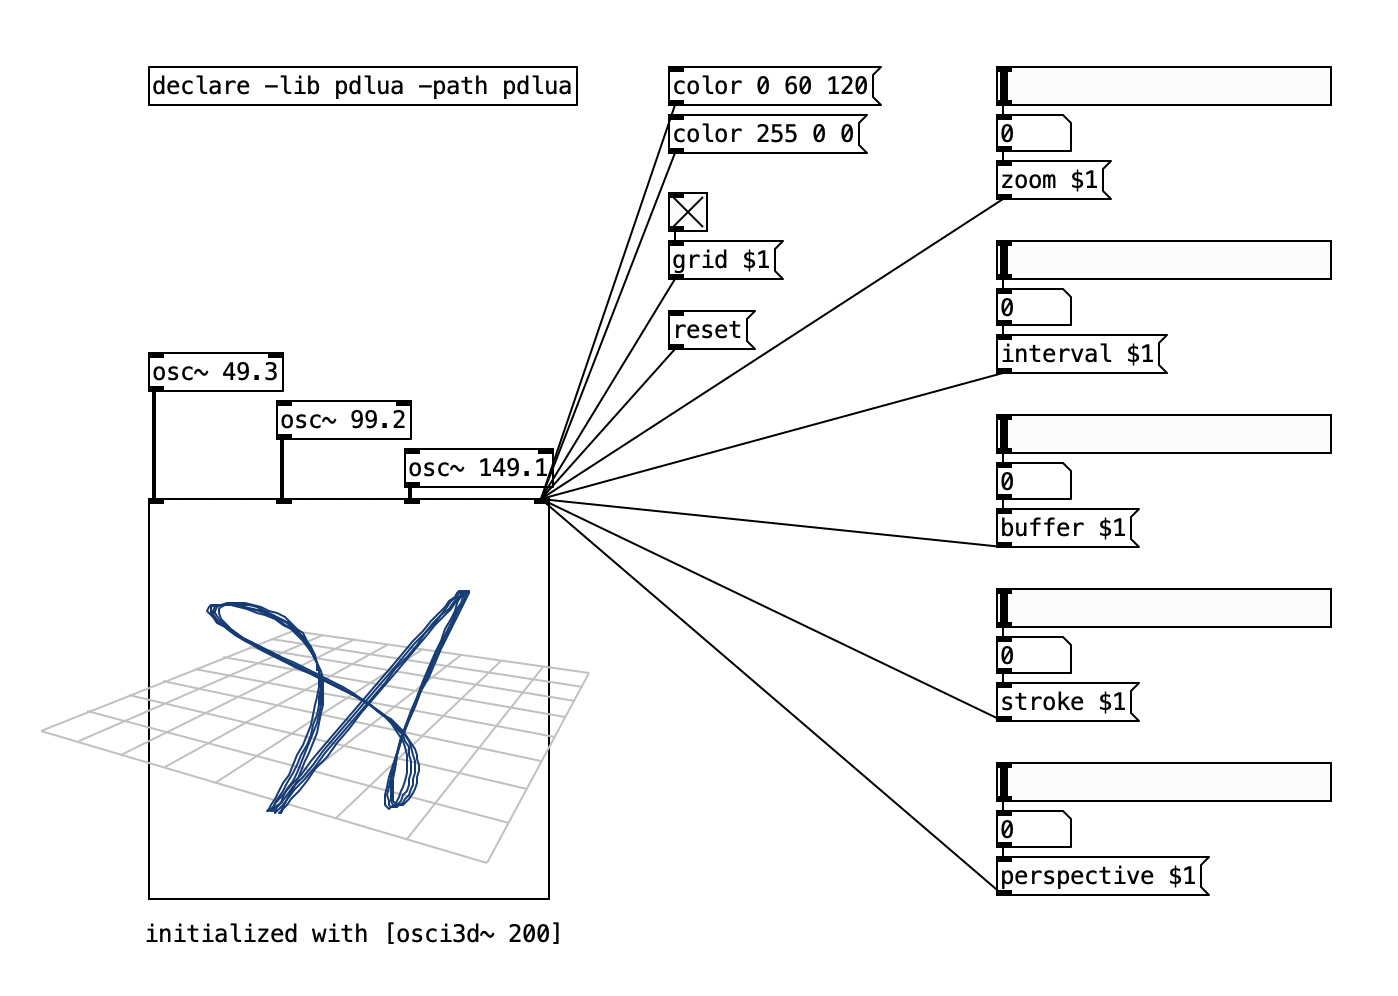 declare -lib pdlua -path pdlua
color 0 60 120
color 255 0 0
grid $1
reset
osc~ 49.3
osc~ 99.2
osc~ 149.1
initialized with [osci3d~ 200]
0
zoom $1
0
interval $1
0
buffer $1
0
stroke $1
0
perspective $1